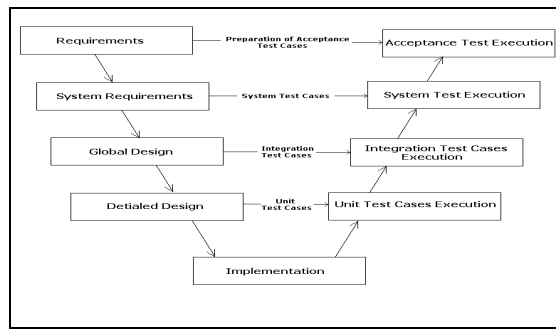 Requirements
Preparation of Acceptance
Test Cases
Acceptance Test Execution
System Requirements
System Test Cases
System Test Execution
Global Design
Integration
Test Cases
Integration Test Cases
Execution
Detialed Design
Unit
Test Cases
Unit Test Cases Execution
Implementation